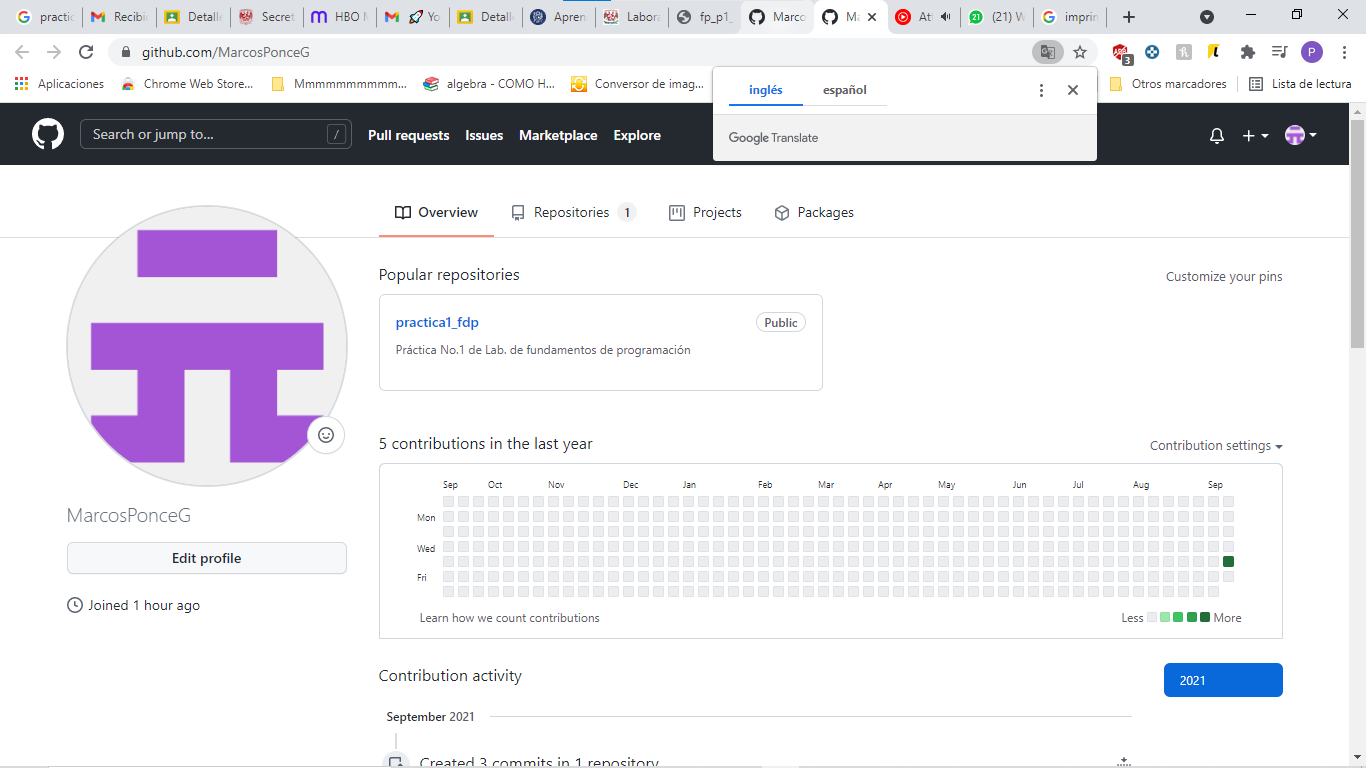 practic
Recibi
Detalle
Secret
HBO M
Yo
Detalle
Apren
Labora
fp_p1_
Marco
Ma
Att
(21) W
imprin
github.com/MarcosPonceG
3
P
Aplicaciones
Chrome Web Store...
Mmmmmmmmmm...
algebra - COMO H...
Conversor de imag...
Otros marcadores
Lista de lectura
inglés
español
Google Translate
Search or jump to...
/
Pull requests
Issues
Marketplace
Explore
Overview
Repositories 1
Projects
Packages
Popular repositories
Customize your pins
practica1_fdp
Public
Práctica No.1 de Lab. de fundamentos de programación
5 contributions in the last year
Contribution settings
Sep Oct Nov Dec Jan Feb Mar Apr May Jun Jul Aug Sep
Mon
Wed
Fri
Learn how we count contributions
Less More
MarcosPonceG
Edit profile
Joined 1 hour ago
Contribution activity
2021
September 2021
Created 3 commits in 1 repository